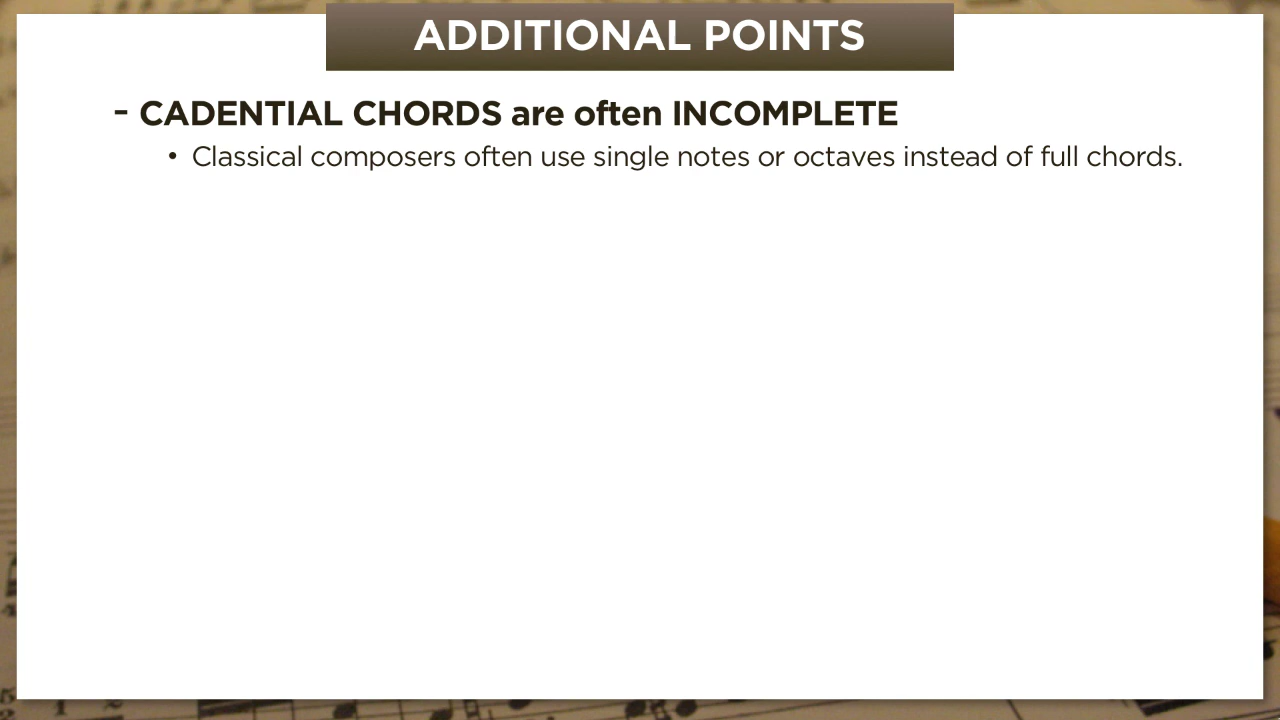 ADDITIONAL POINTS
- CADENTIAL CHORDS are often INCOMPLETE
• Classical composers often use single notes or octaves instead of full chords.